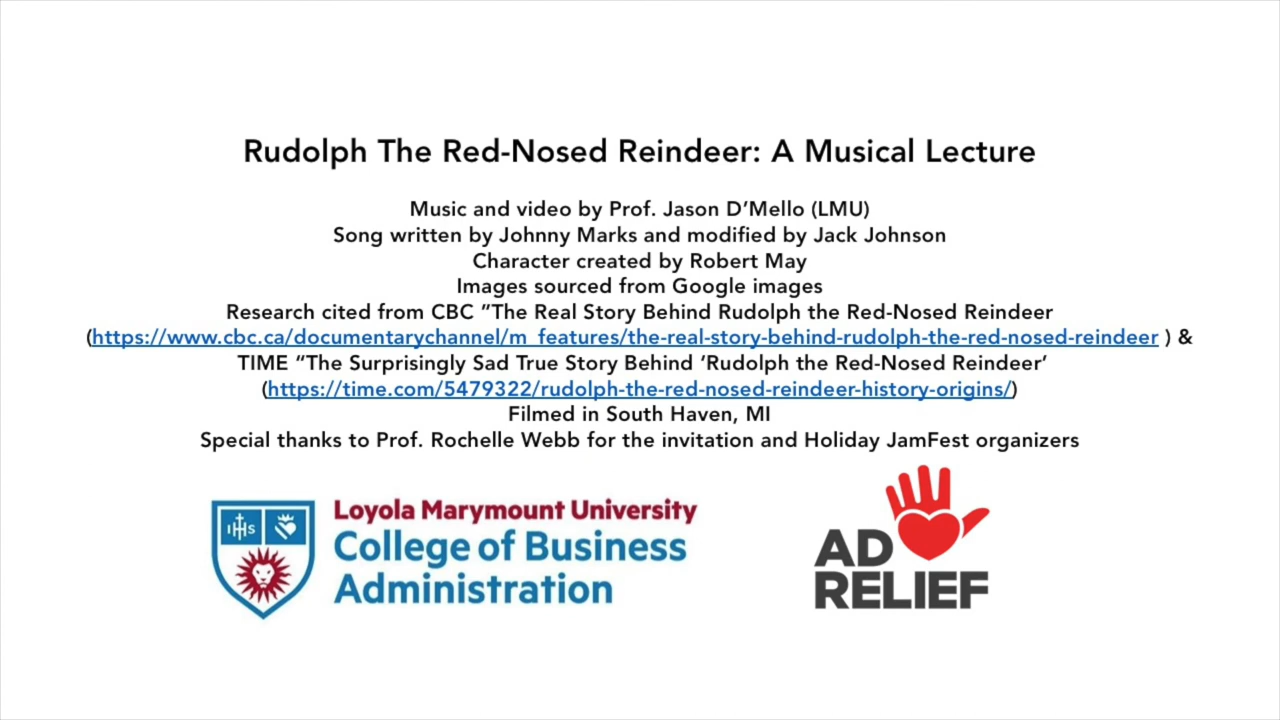 Rudolph The Red-Nosed Reindeer: A Musical Lecture
Music and video by Prof. Jason D’Mello (LMU)
Song written by Johnny Marks and modified by Jack Johnson
Character created by Robert May
Images sourced from Google images
Research cited from CBC “The Real Story Behind Rudolph the Red-Nosed Reindeer
(https://www.cbc.ca/documentarychannel/m_features/the-real-story-behind-rudolph-the-red-nosed-reindeer ) &
TIME “The Surprisingly Sad True Story Behind ‘Rudolph the Red-Nosed Reindeer’
(https://time.com/5479322/rudolph-the-red-nosed-reindeer-history-origins/)
Filmed in South Haven, MI
Special thanks to Prof. Rochelle Webb for the invitation and Holiday JamFest organizers
IHS
Loyola Marymount University
College of Business
Administration
AD
RELIEF